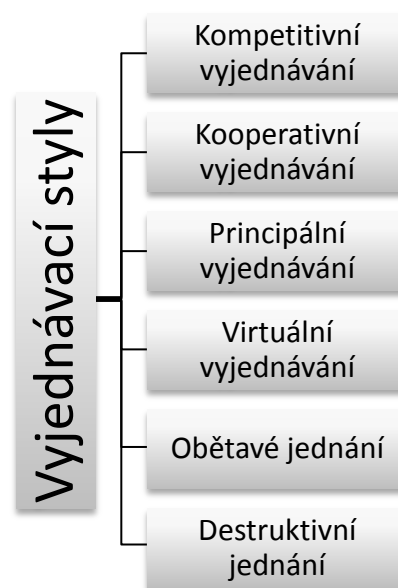 Vyjednávací styly
Kompetitivní
vyjednávání
Kooperativní
vyjednávání
Principální
vyjednávání
Virtuální
vyjednávání
Obětavé jednání
Destruktivní
jednání